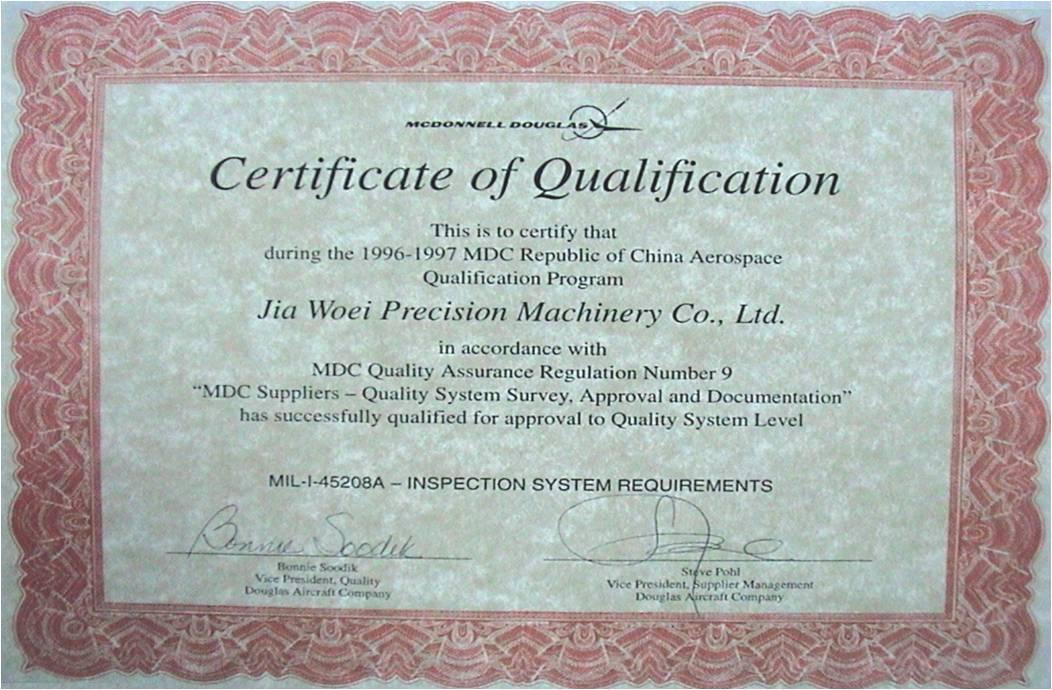 MCDONNELL DOUGLAS
Certificate of Qualification
This is to certify that
during the 1996-1997 MDC Republic of China Aerospace
Qualification Program
Jia Woei Precision Machinery Co., Ltd.
in accordance with
MDC Quality Assurance Regulation Number 9
“MDC Suppliers – Quality System Survey, Approval and Documentation”
has successfully qualified for approval to Quality System Level
MIL-I-45208A – INSPECTION SYSTEM REQUIREMENTS
Bonnie Soodik
Bonnie Soodik
Vice President, Quality
Douglas Aircraft Company
Steve Pohl
Vice President, Supplier Management
Douglas Aircraft Company